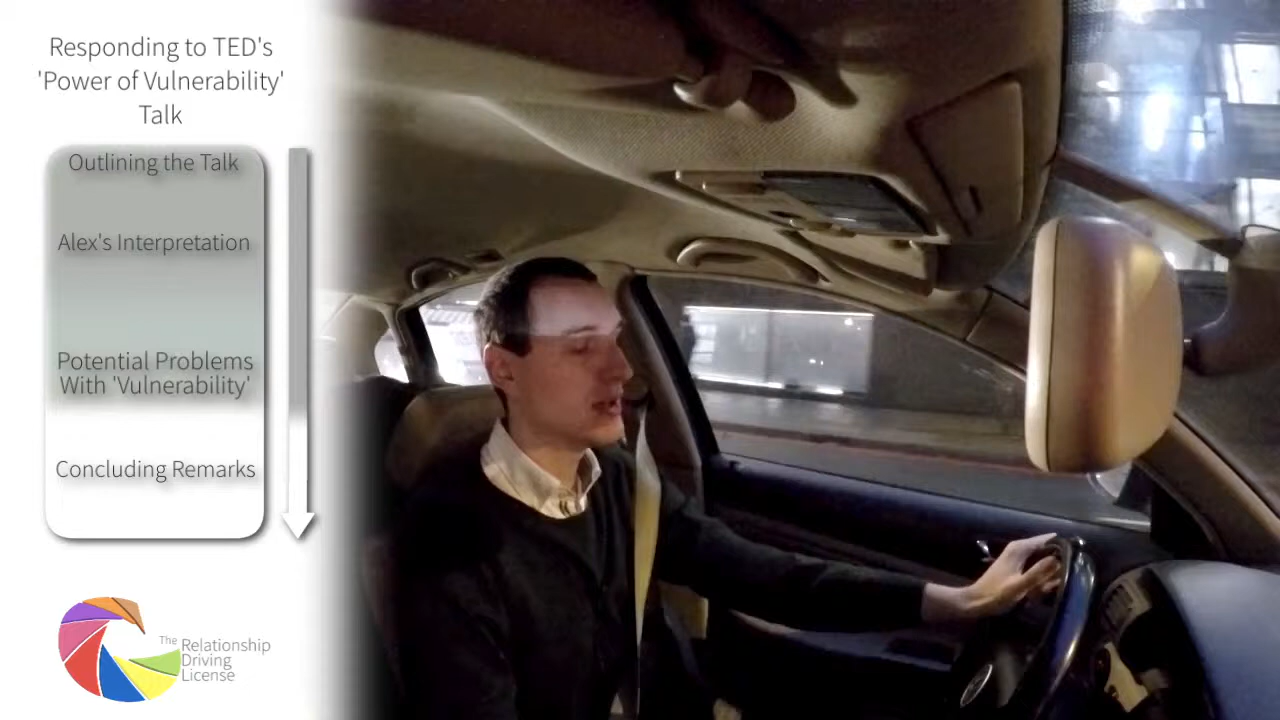 Responding to TED's
'Power of Vulnerability'
Talk
Outlining the Talk
Alex's Interpretation
Potential Problems
With 'Vulnerability'
Concluding Remarks
The Relationship
Driving
License